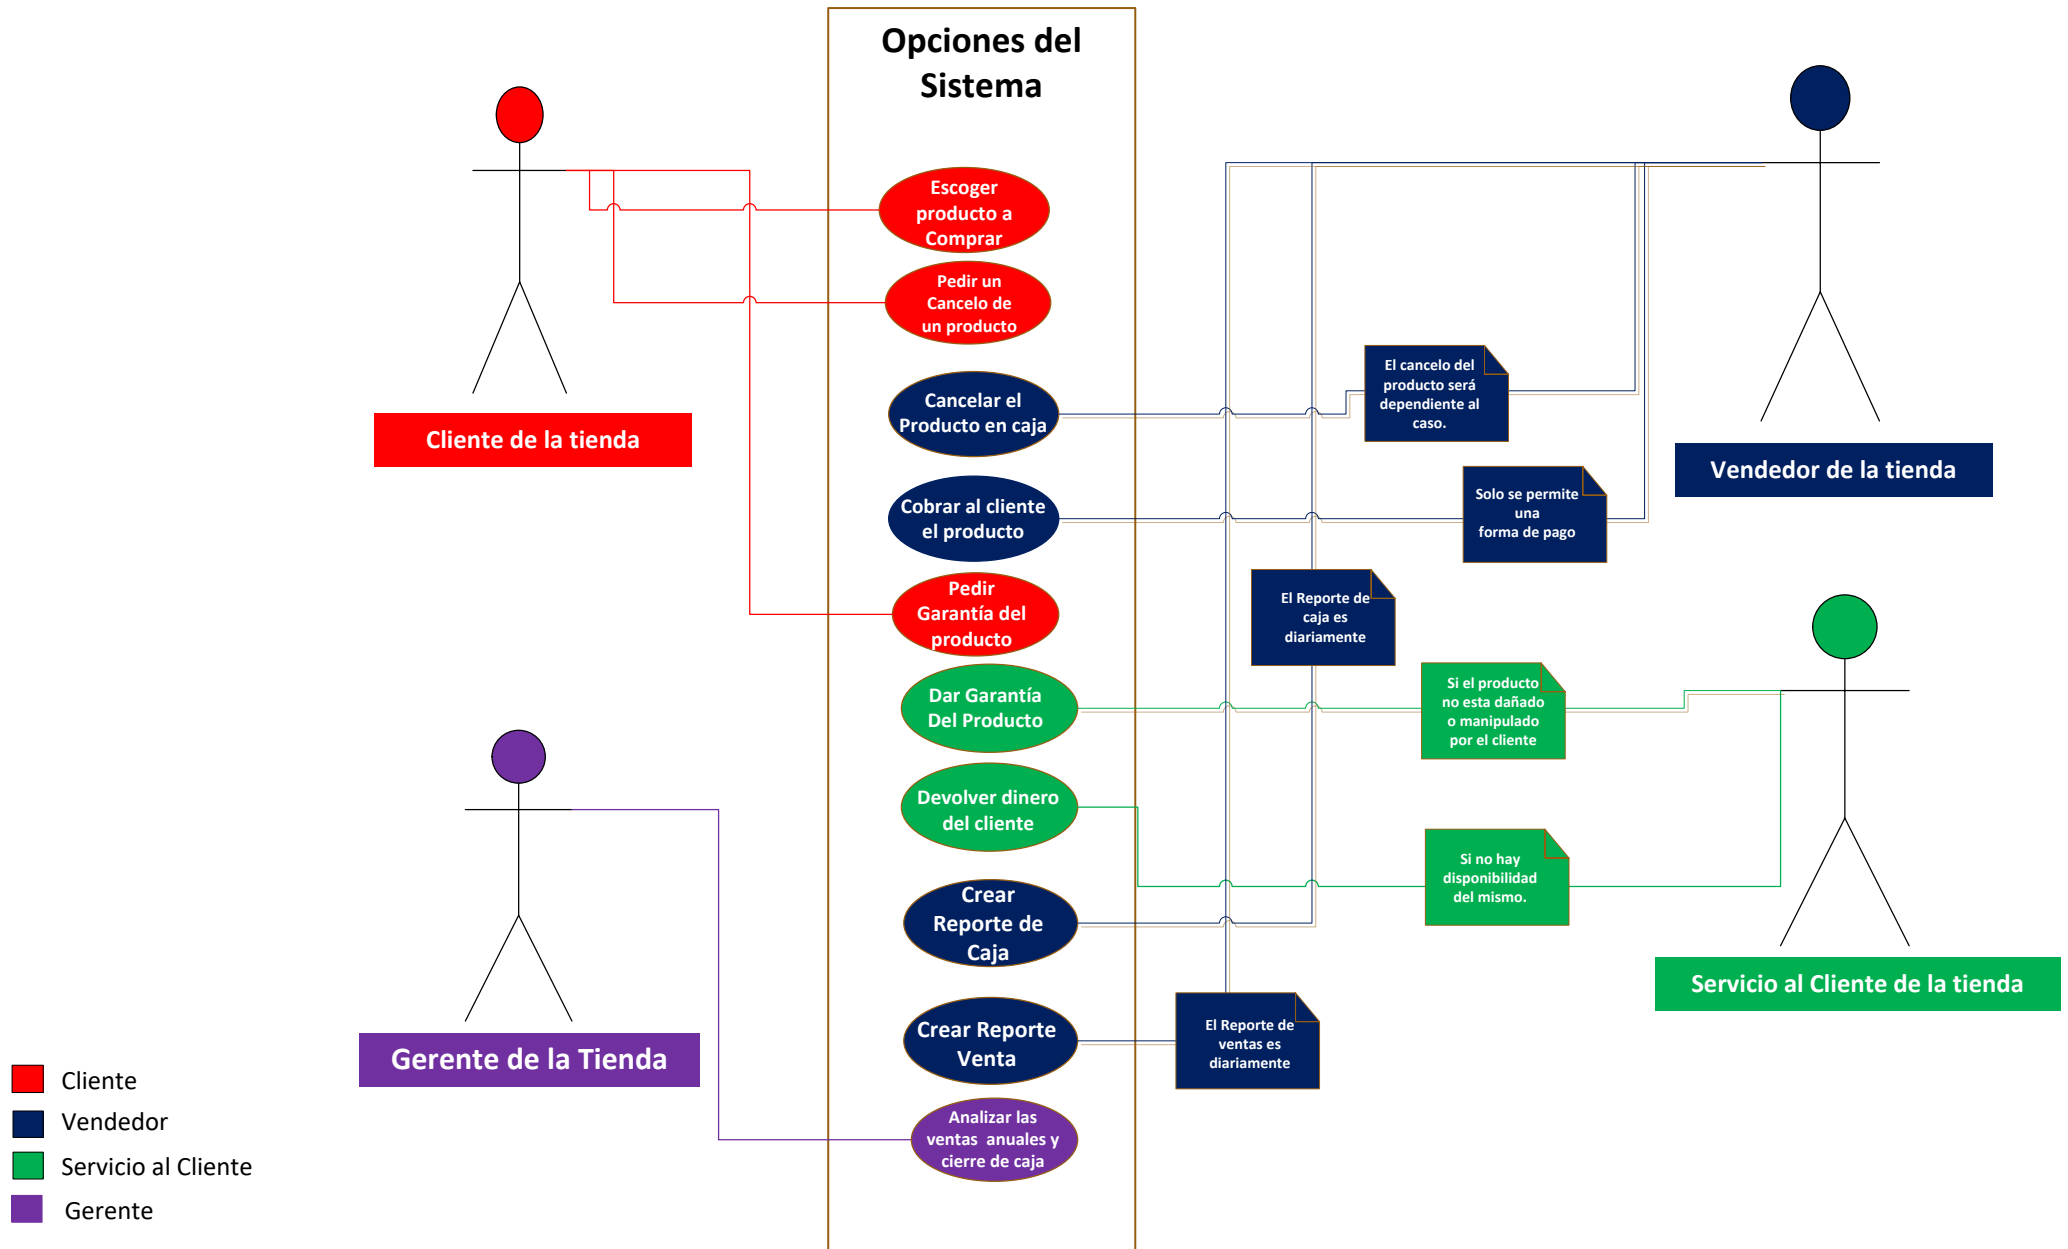 Opciones del
Sistema
Escoger
producto a
Comprar
Pedir un
Cancelo de
un producto
Cancelar el
Producto en caja
Cobrar al cliente
el producto
Pedir
Garantía del
producto
Dar Garantía
Del Producto
Devolver dinero
del cliente
Crear
Reporte de
Caja
Crear Reporte
Venta
Analizar las
ventas anuales y
cierre de caja
Cliente de la tienda
Gerente de la Tienda
El cancelo del
producto será
dependiente al
caso.
Solo se permite
una
forma de pago
El Reporte de
caja es
diariamente
Si el producto
no esta dañado
o manipulado
por el cliente
Si no hay
disponibilidad
del mismo.
El Reporte de
ventas es
diariamente
Vendedor de la tienda
Servicio al Cliente de la tienda
Cliente
Vendedor
Servicio al Cliente
Gerente